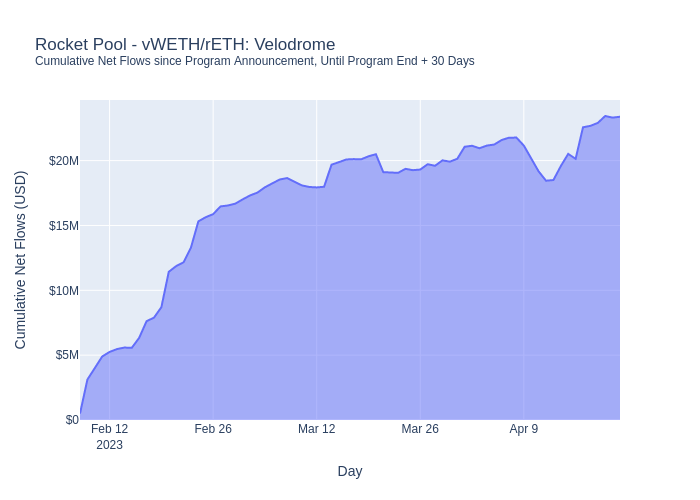 Rocket Pool - vWETH/rETH: Velodrome
Cumulative Net Flows since Program Announcement, Until Program End + 30 Days
Cumulative Net Flows (USD)
$20M
$15M
$10M
$5M
$0
Feb 12
2023
Feb 26
Mar 12
Mar 26
Apr 9
Day